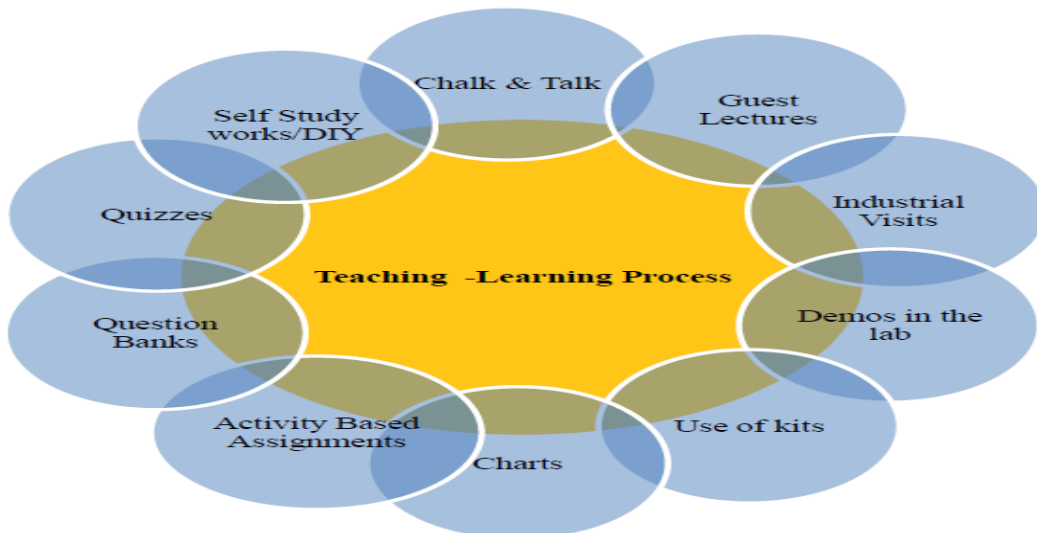 Chalk & Talk
Guest
Lectures
Industrial
Visits
Demos in the
lab
Use of kits
Charts
Activity Based
Assignments
Question
Banks
Quizzes
Self Study
works/DIY
Teaching -Learning Process